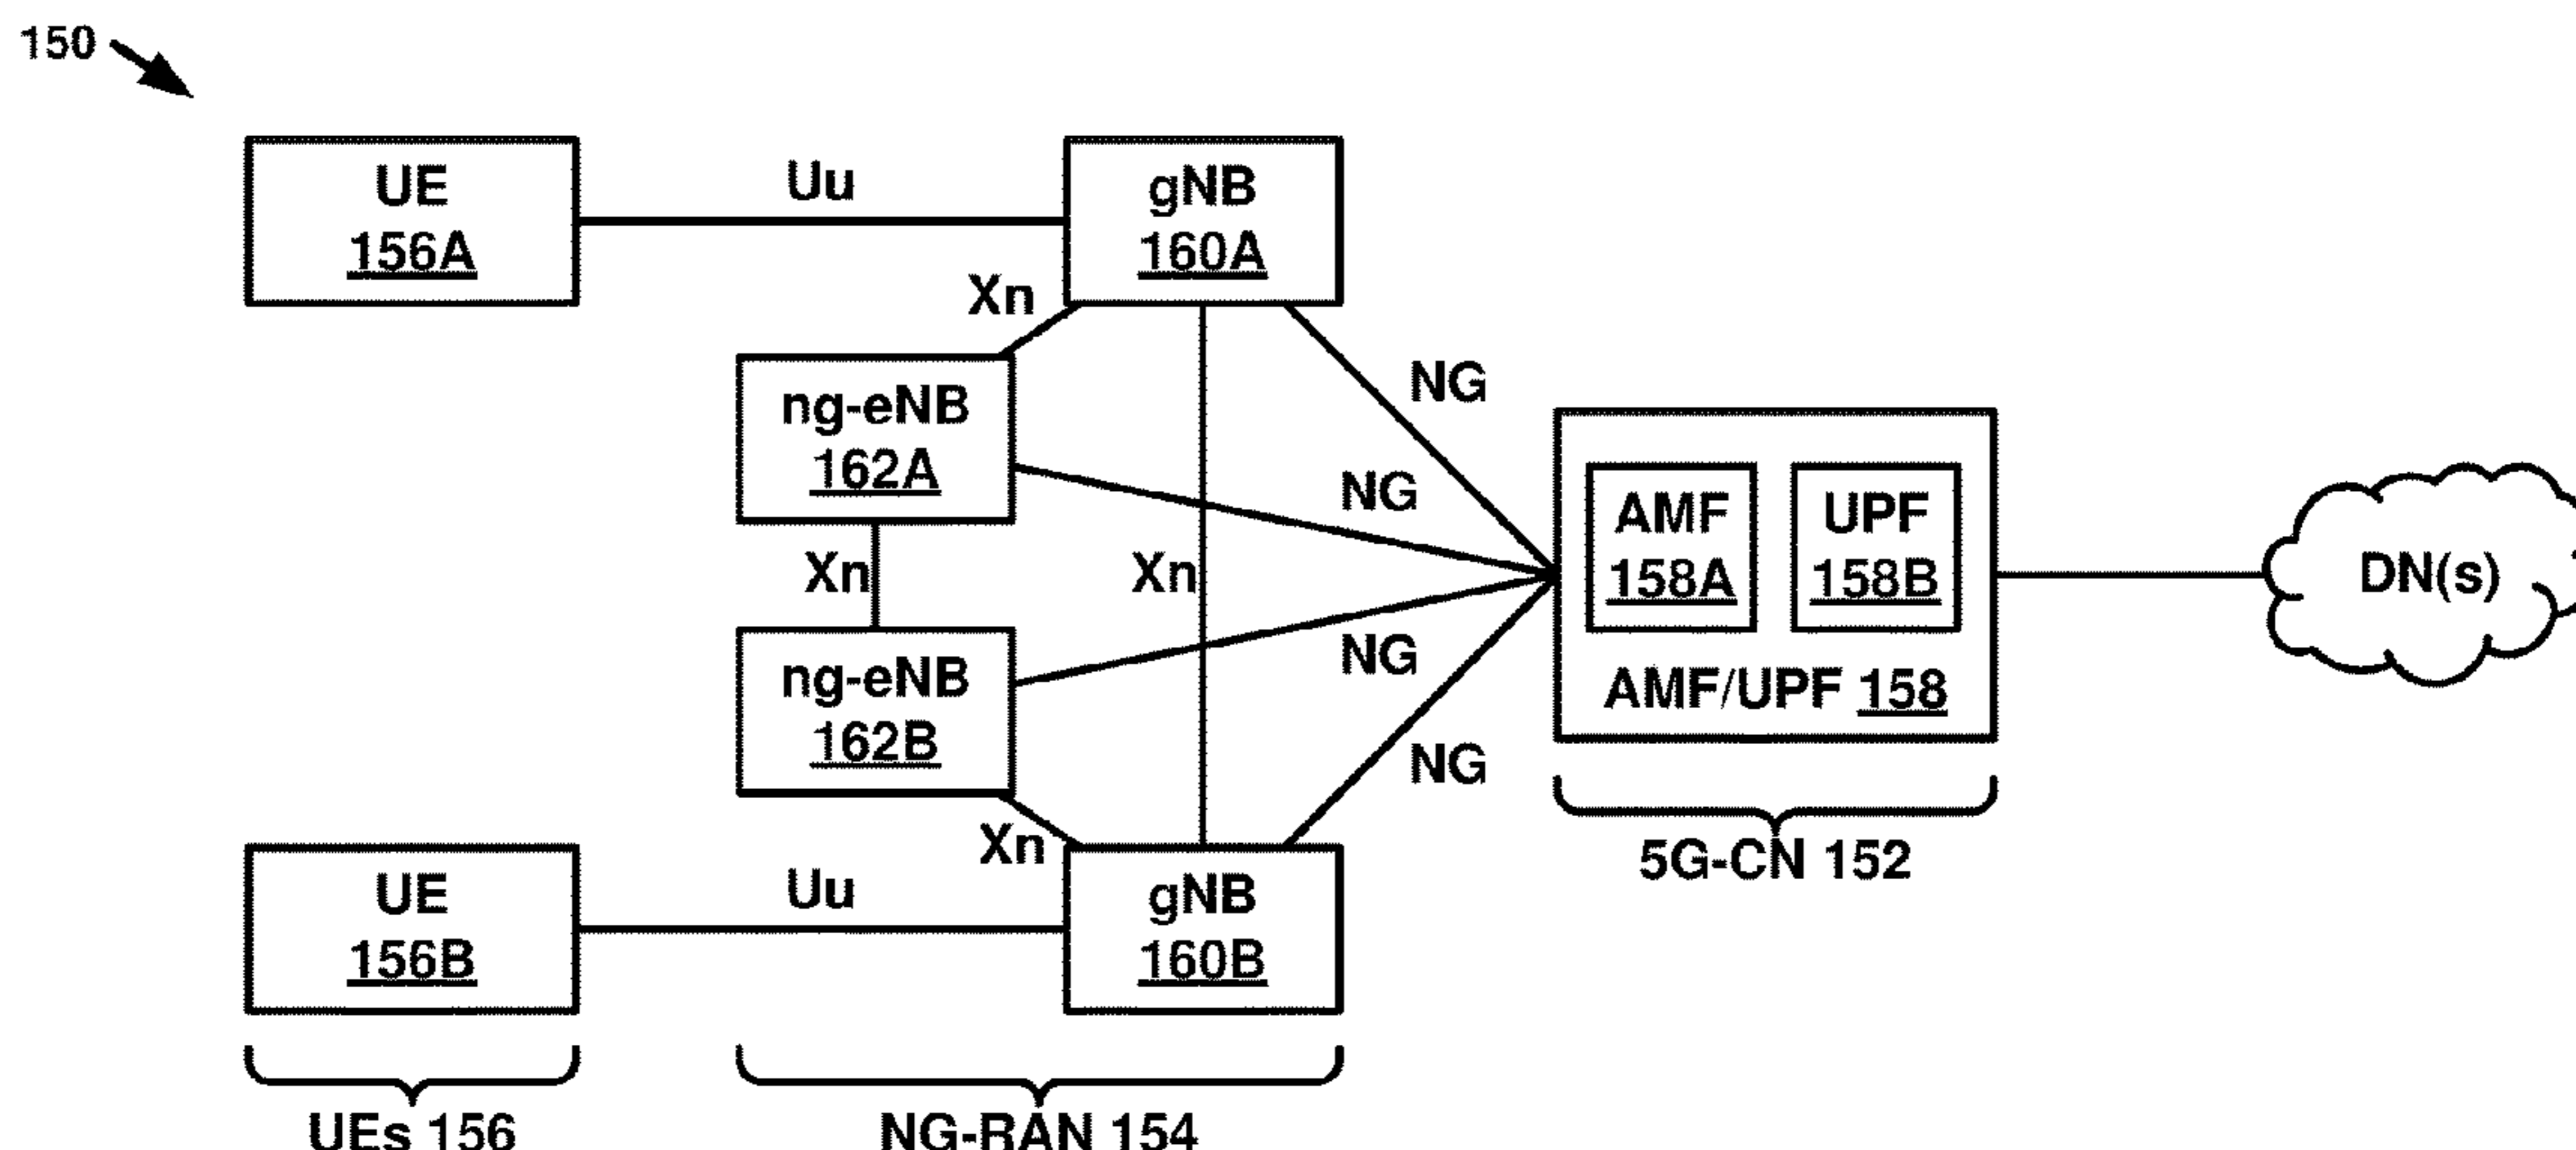 150
UE
156A
Uu
gNB
160A
Xn
ng-eNB
162A
NG
NG
Xn
Xn
AMF
158A
UPF
158B
AMF/UPF 158
DN(s)
ng-eNB
162B
NG
NG
Xn
5G-CN 152
UE
156B
Uu
gNB
160B
UEs 156
NG-RAN 154